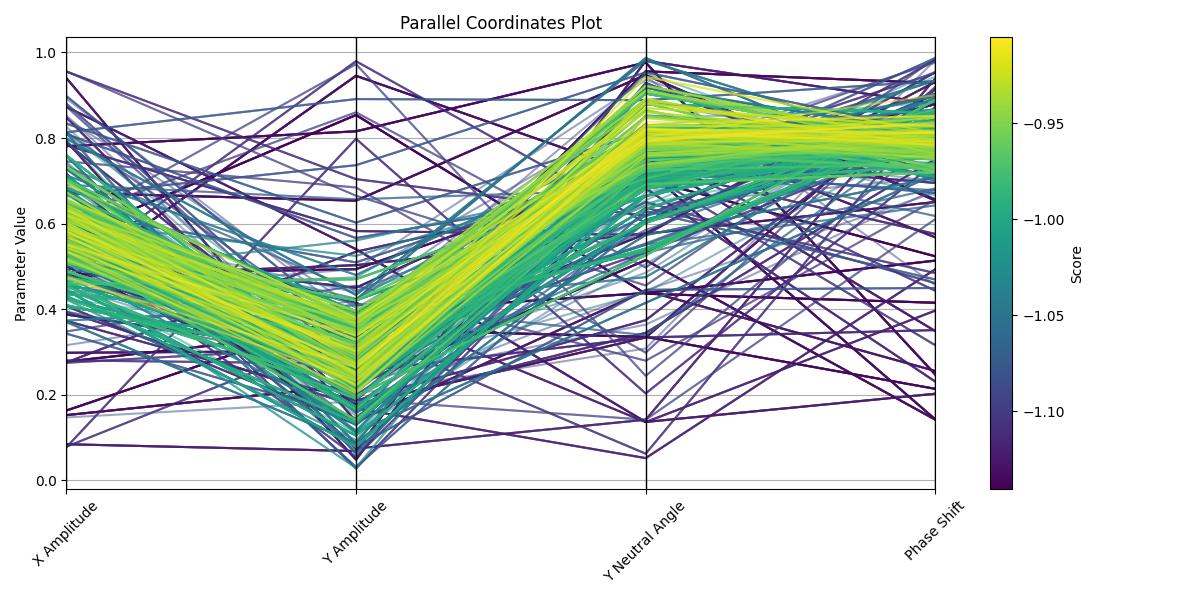 Parallel Coordinates Plot
1.0
0.8
0.6
0.4
0.2
0.0
Parameter Value
X Amplitude
Y Amplitude
Y Neutral Angle
Phase Shift
−0.95
−1.00
−1.05
−1.10
Score